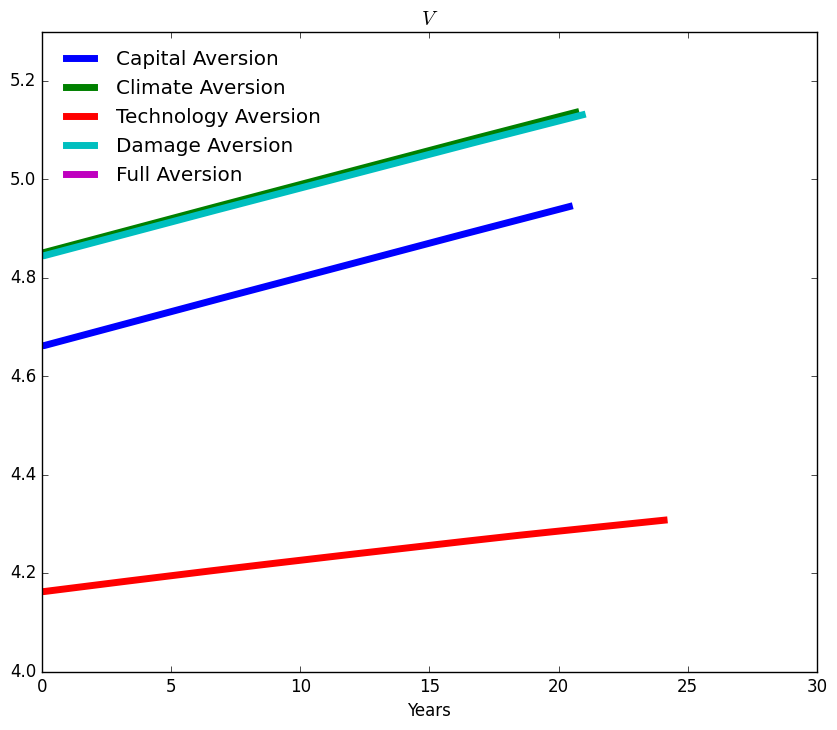 V
5.2
5.0
4.8
4.6
4.4
4.2
4.0
Capital Aversion
Climate Aversion
Technology Aversion
Damage Aversion
Full Aversion
0 5 10 15 20 25 30
Years